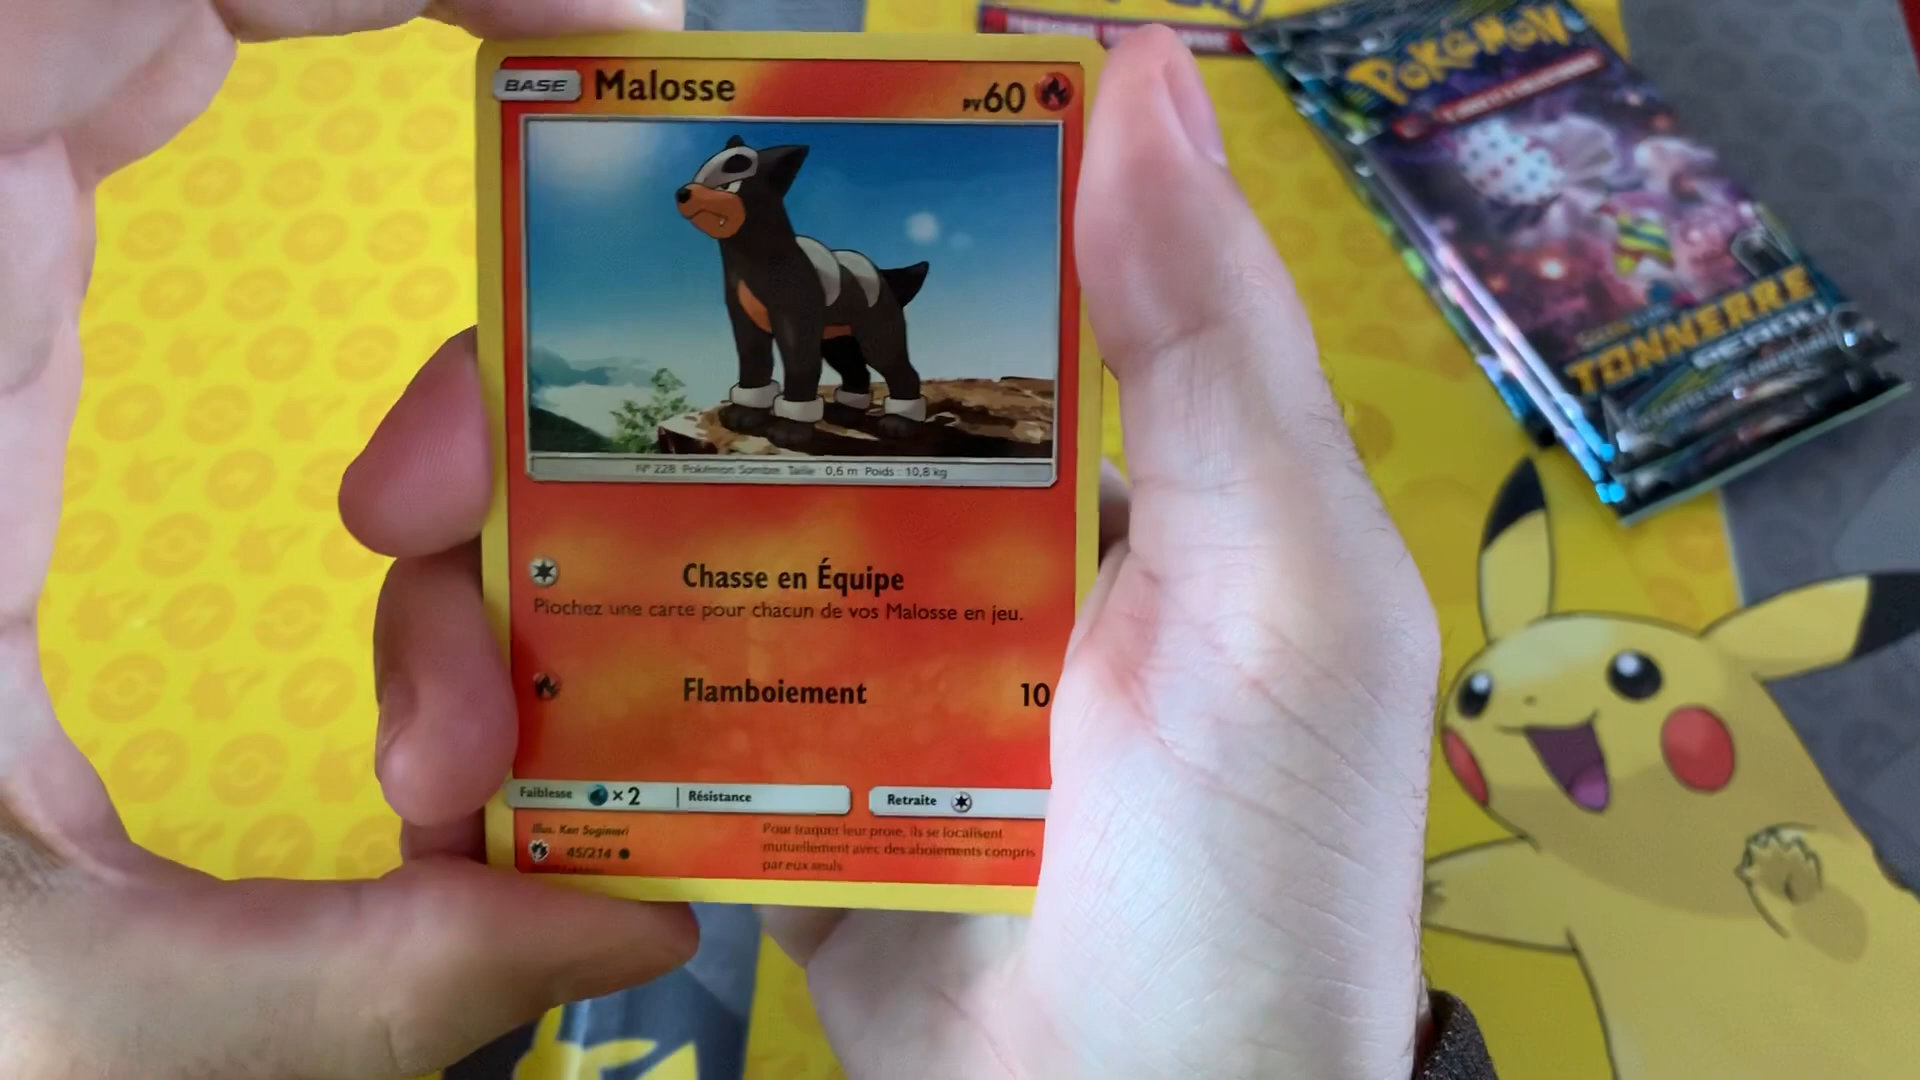 BASE Malosse PV60
N° 228 Pokémon Sombre Taille : 0,6 m Poids : 10,8 kg
Chasse en Équipe
Piochez une carte pour chacun de vos Malosse en jeu.
Flamboiement 10
Faiblesse ×2 Résistance Retraite
Illus. Ken Sugimori
45/214
Pour traquer leur proie, ils se localisent
mutuellement avec des aboiements compris
par eux seuls
POKÉMON
TONNERRE
PERDU